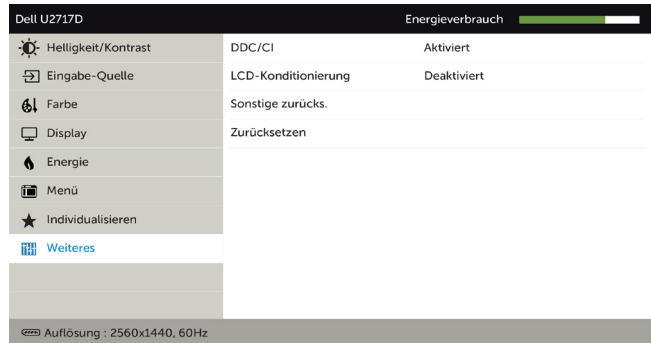 Dell U2717D Energieverbrauch
Helligkeit/Kontrast DDC/CI Aktiviert
Eingabe-Quelle LCD-Konditionierung Deaktiviert
Farbe Sonstige zurücks.
Display Zurücksetzen
Energie
Menü
Individualisieren
Weiteres
Auflösung : 2560x1440, 60Hz